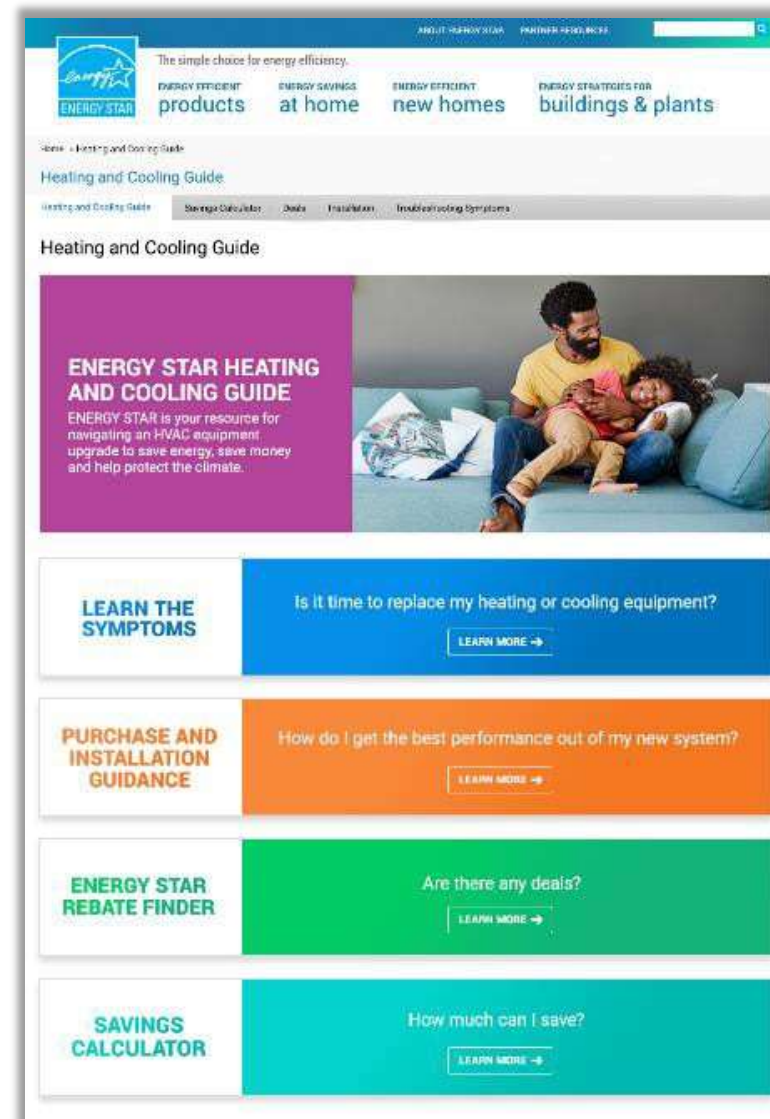 ABOUT ENERGY STAR PARTNER RESOURCES
The simple choice for energy efficiency.
energy
ENERGY STAR
ENERGY EFFICIENT
products
ENERGY SAVINGS
at home
ENERGY EFFICIENT
new homes
ENERGY STRATEGIES FOR
buildings & plants
Home » Heating and Cooling Guide
Heating and Cooling Guide
Heating and Cooling Guide Savings Calculator Deals Installation Troubleshooting Symptoms
Heating and Cooling Guide
ENERGY STAR HEATING
AND COOLING GUIDE
ENERGY STAR is your resource for
navigating an HVAC equipment
upgrade to save energy, save money
and help protect the climate.
LEARN THE
SYMPTOMS
Is it time to replace my heating or cooling equipment?
LEARN MORE →
PURCHASE AND
INSTALLATION
GUIDANCE
How do I get the best performance out of my new system?
LEARN MORE →
ENERGY STAR
REBATE FINDER
Are there any deals?
LEARN MORE →
SAVINGS
CALCULATOR
How much can I save?
LEARN MORE →